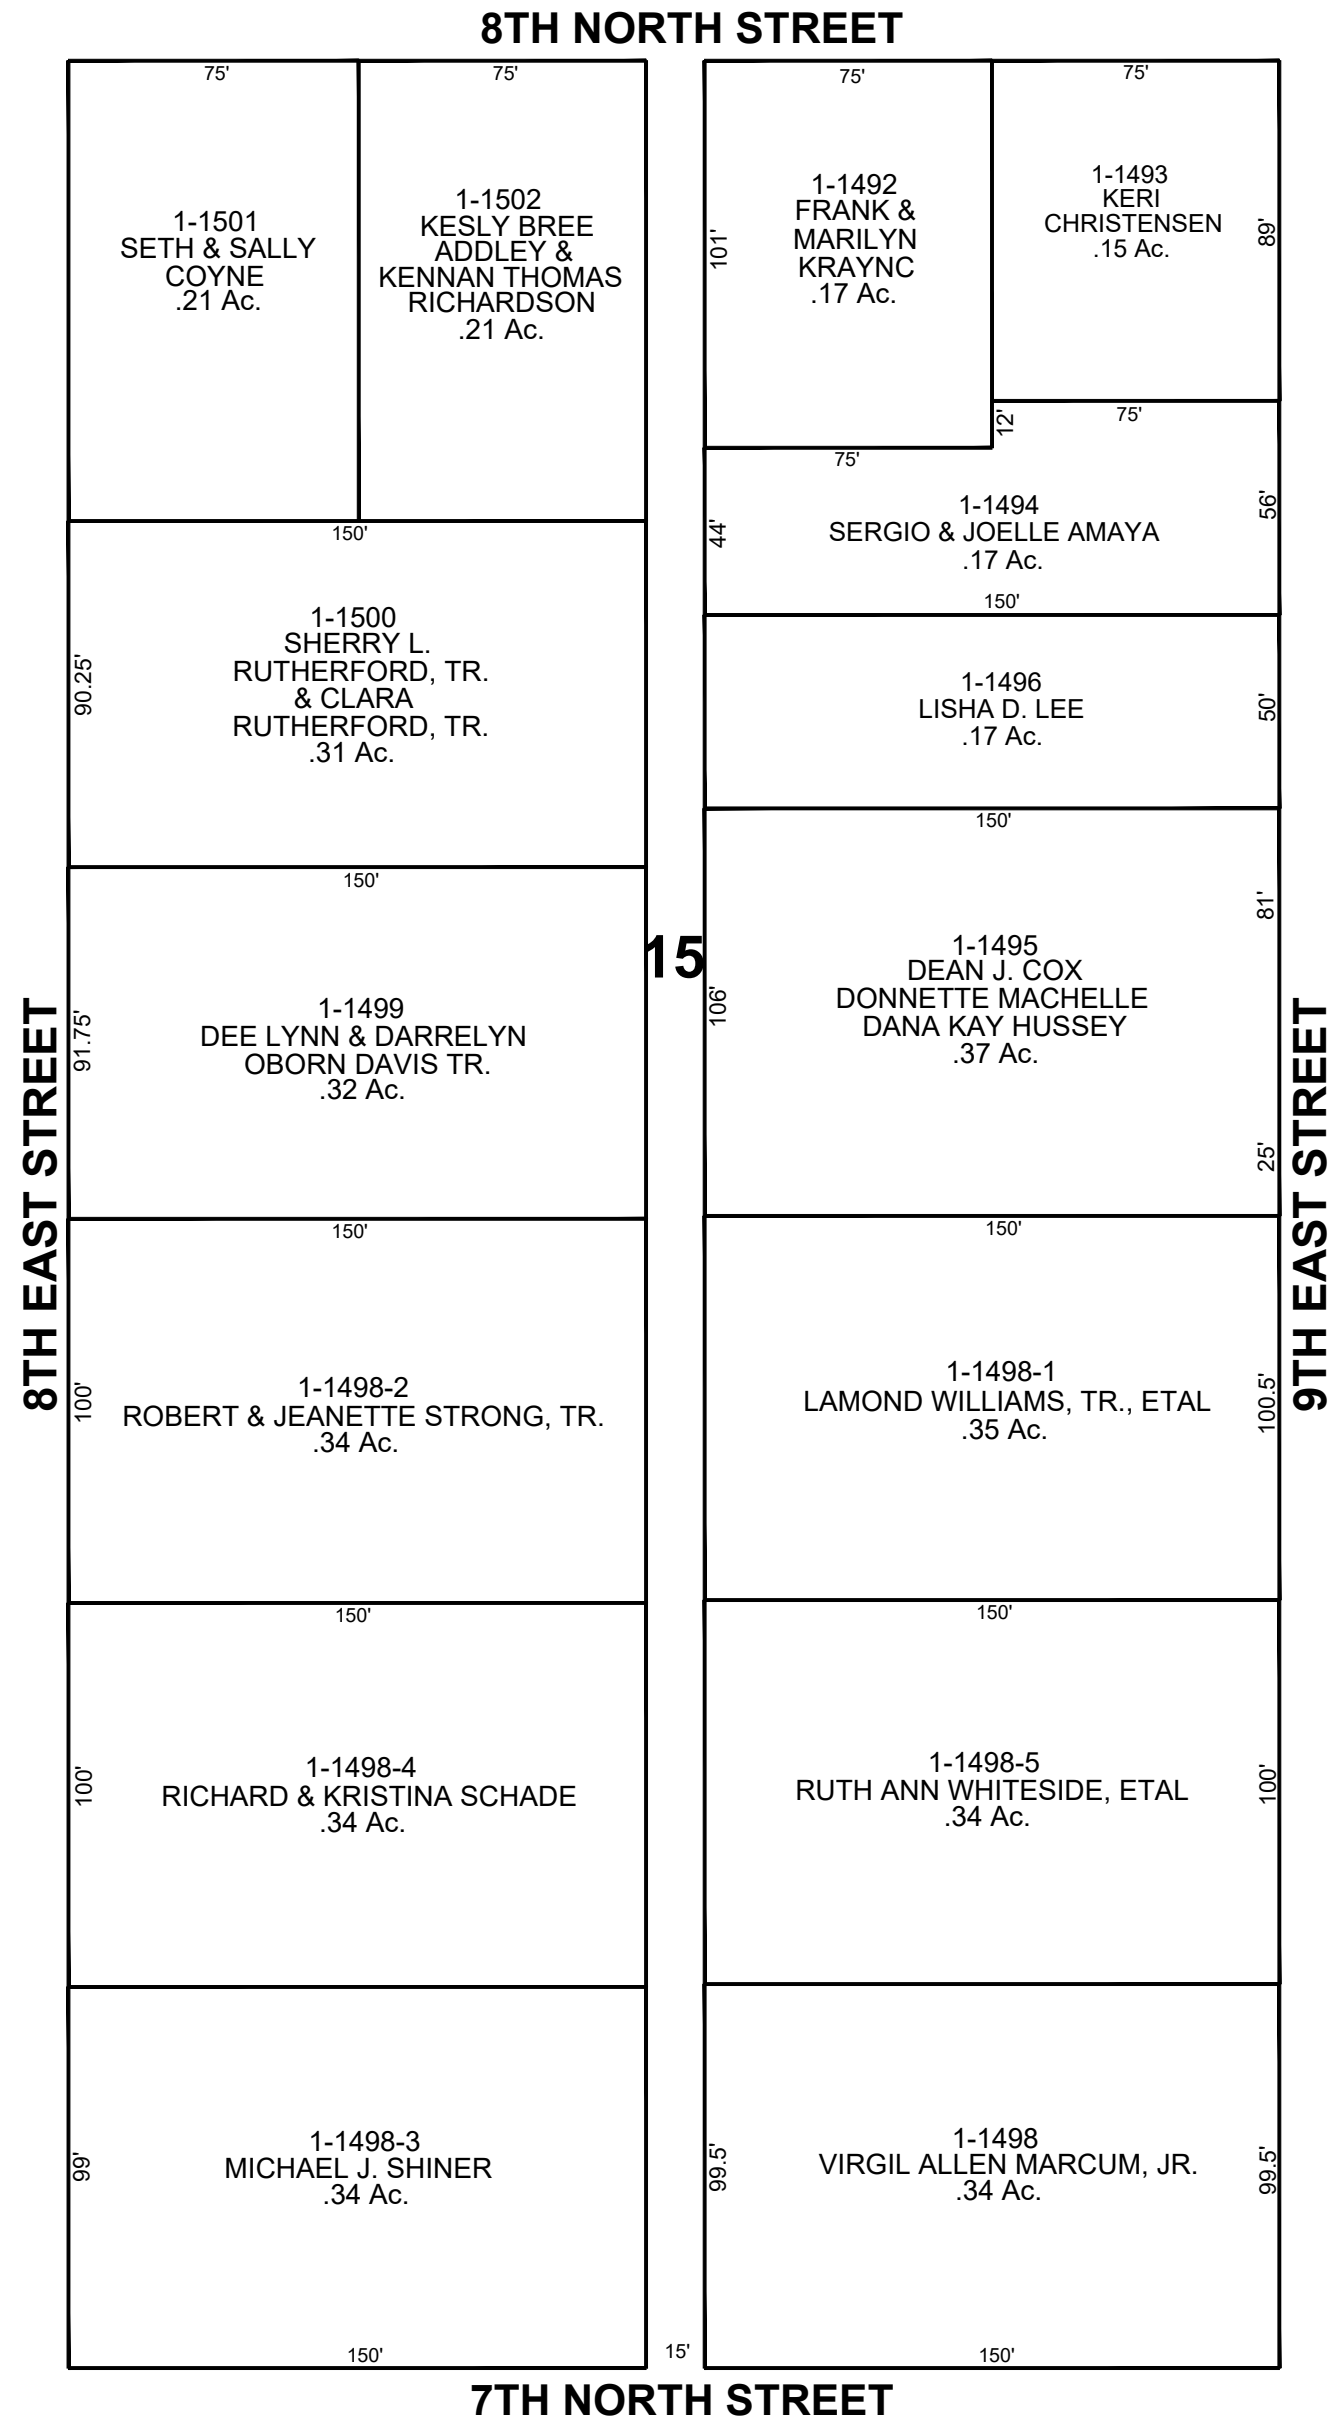 8TH NORTH STREET
75'
75'
1-1501
SETH & SALLY
COYNE
.21 Ac.
1-1502
KESLY BREE
ADDLEY &
KENNAN THOMAS
RICHARDSON
.21 Ac.
75'
75'
101'
1-1492
FRANK &
MARILYN
KRAYNC
.17 Ac.
1-1493
KERI
CHRISTENSEN
.15 Ac.
89'
12'
75'
75'
44'
1-1494
SERGIO & JOELLE AMAYA
.17 Ac.
56'
150'
1-1496
LISHA D. LEE
.17 Ac.
50'
150'
90.25'
1-1500
SHERRY L.
RUTHERFORD, TR.
& CLARA
RUTHERFORD, TR.
.31 Ac.
150'
91.75'
1-1499
DEE LYNN & DARRELYN
OBORN DAVIS TR.
.32 Ac.
15
150'
81'
106'
1-1495
DEAN J. COX
DONNETTE MACHELLE
DANA KAY HUSSEY
.37 Ac.
25'
8TH EAST STREET
9TH EAST STREET
150'
100'
1-1498-2
ROBERT & JEANETTE STRONG, TR.
.34 Ac.
150'
1-1498-1
LAMOND WILLIAMS, TR., ETAL
.35 Ac.
100.5'
150'
100'
1-1498-4
RICHARD & KRISTINA SCHADE
.34 Ac.
150'
1-1498-5
RUTH ANN WHITESIDE, ETAL
.34 Ac.
100'
99'
1-1498-3
MICHAEL J. SHINER
.34 Ac.
150'
15'
99.5'
1-1498
VIRGIL ALLEN MARCUM, JR.
.34 Ac.
99.5'
150'
7TH NORTH STREET